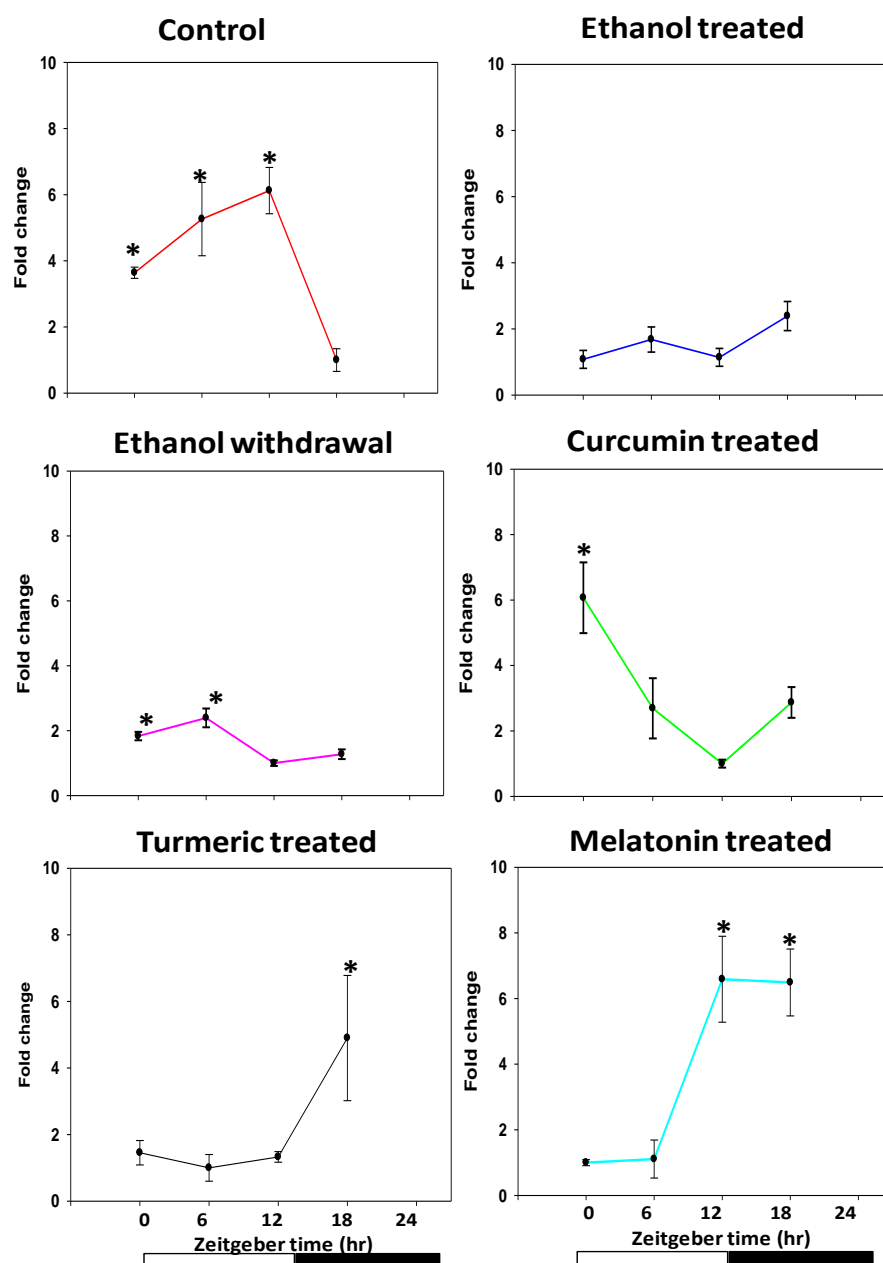 Control
10
8
6
4
2
0
Fold change
*
*
*
Ethanol treated
10
8
6
4
2
0
Fold change
Ethanol withdrawal
10
8
6
4
2
0
Fold change
*
*
Curcumin treated
10
8
6
4
2
0
Fold change
*
Turmeric treated
10
8
6
4
2
0
Fold change
*
0 6 12 18 24
Zeitgeber time (hr)
Melatonin treated
10
8
6
4
2
0
Fold change
*
*
0 6 12 18 24
Zeitgeber time (hr)